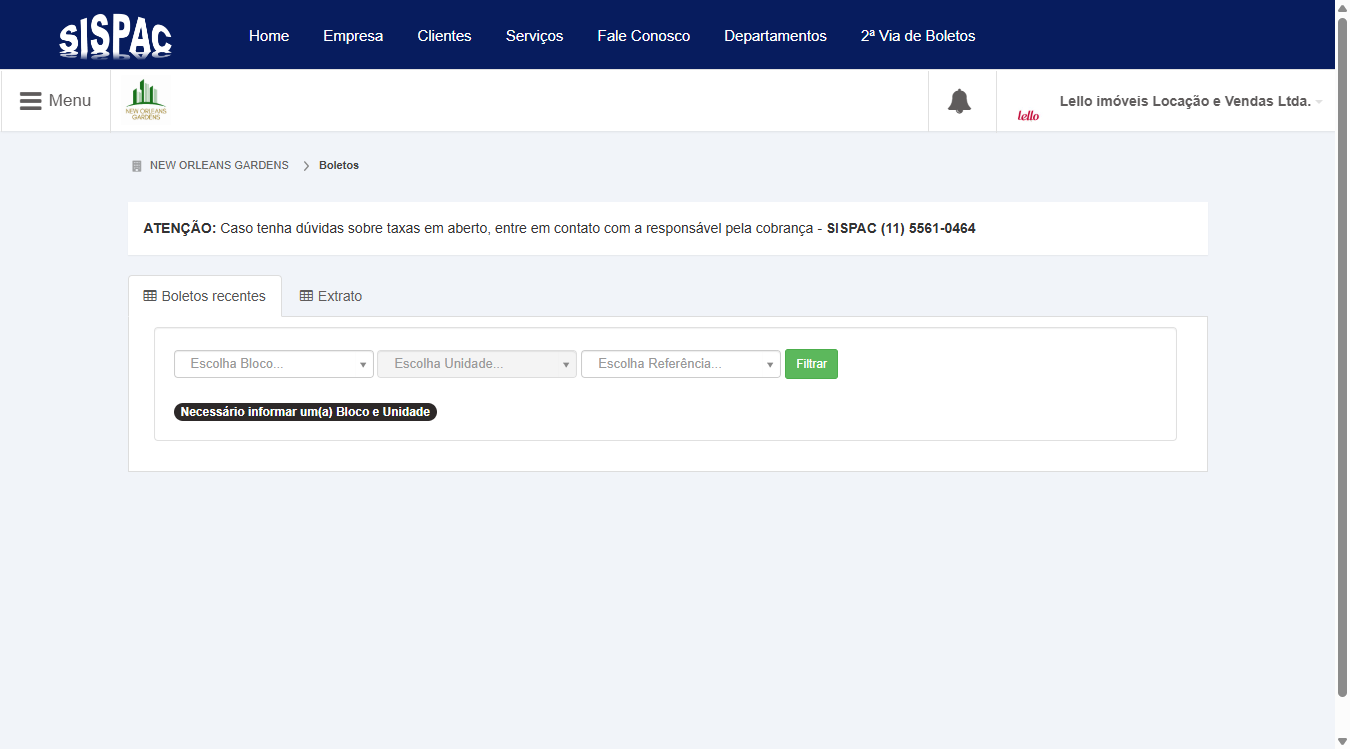 SISPAC
Home Empresa Clientes Serviços Fale Conosco Departamentos 2ª Via de Boletos
Menu
NEW ORLEANS
GARDENS
lello
Lello imóveis Locação e Vendas Ltda.
NEW ORLEANS GARDENS > Boletos
ATENÇÃO: Caso tenha dúvidas sobre taxas em aberto, entre em contato com a responsável pela cobrança - SISPAC (11) 5561-0464
Boletos recentes Extrato
Escolha Bloco... Escolha Unidade... Escolha Referência... Filtrar
Necessário informar um(a) Bloco e Unidade